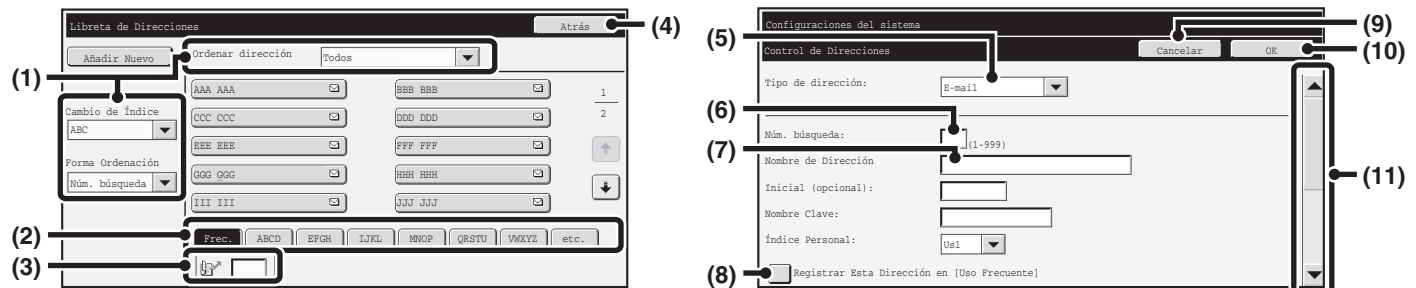 Libreta de Direcciones
Atrás
(4)
Añadir Nuevo
Ordenar dirección
Todos
(1)
Cambio de Índice
ABC
Forma Ordenación
Núm. búsqueda
AAA AAA
BBB BBB
CCC CCC
DDD DDD
EEE EEE
FFF FFF
GGG GGG
HHH HHH
III III
JJJ JJJ
1
2
(2)
Frec.
ABCD
EFGH
IJKL
MNOP
QRSTU
VWXYZ
etc.
(3)
Configuraciones del sistema
(9)
(5)
Control de Direcciones
Cancelar
OK
(10)
Tipo de dirección:
E-mail
(6)
Núm. búsqueda:
(1-999)
(7)
Nombre de Dirección
(11)
Inicial (opcional):
Nombre Clave:
Índice Personal:
Us1
(8)
Registrar Esta Dirección en [Uso Frecuente]